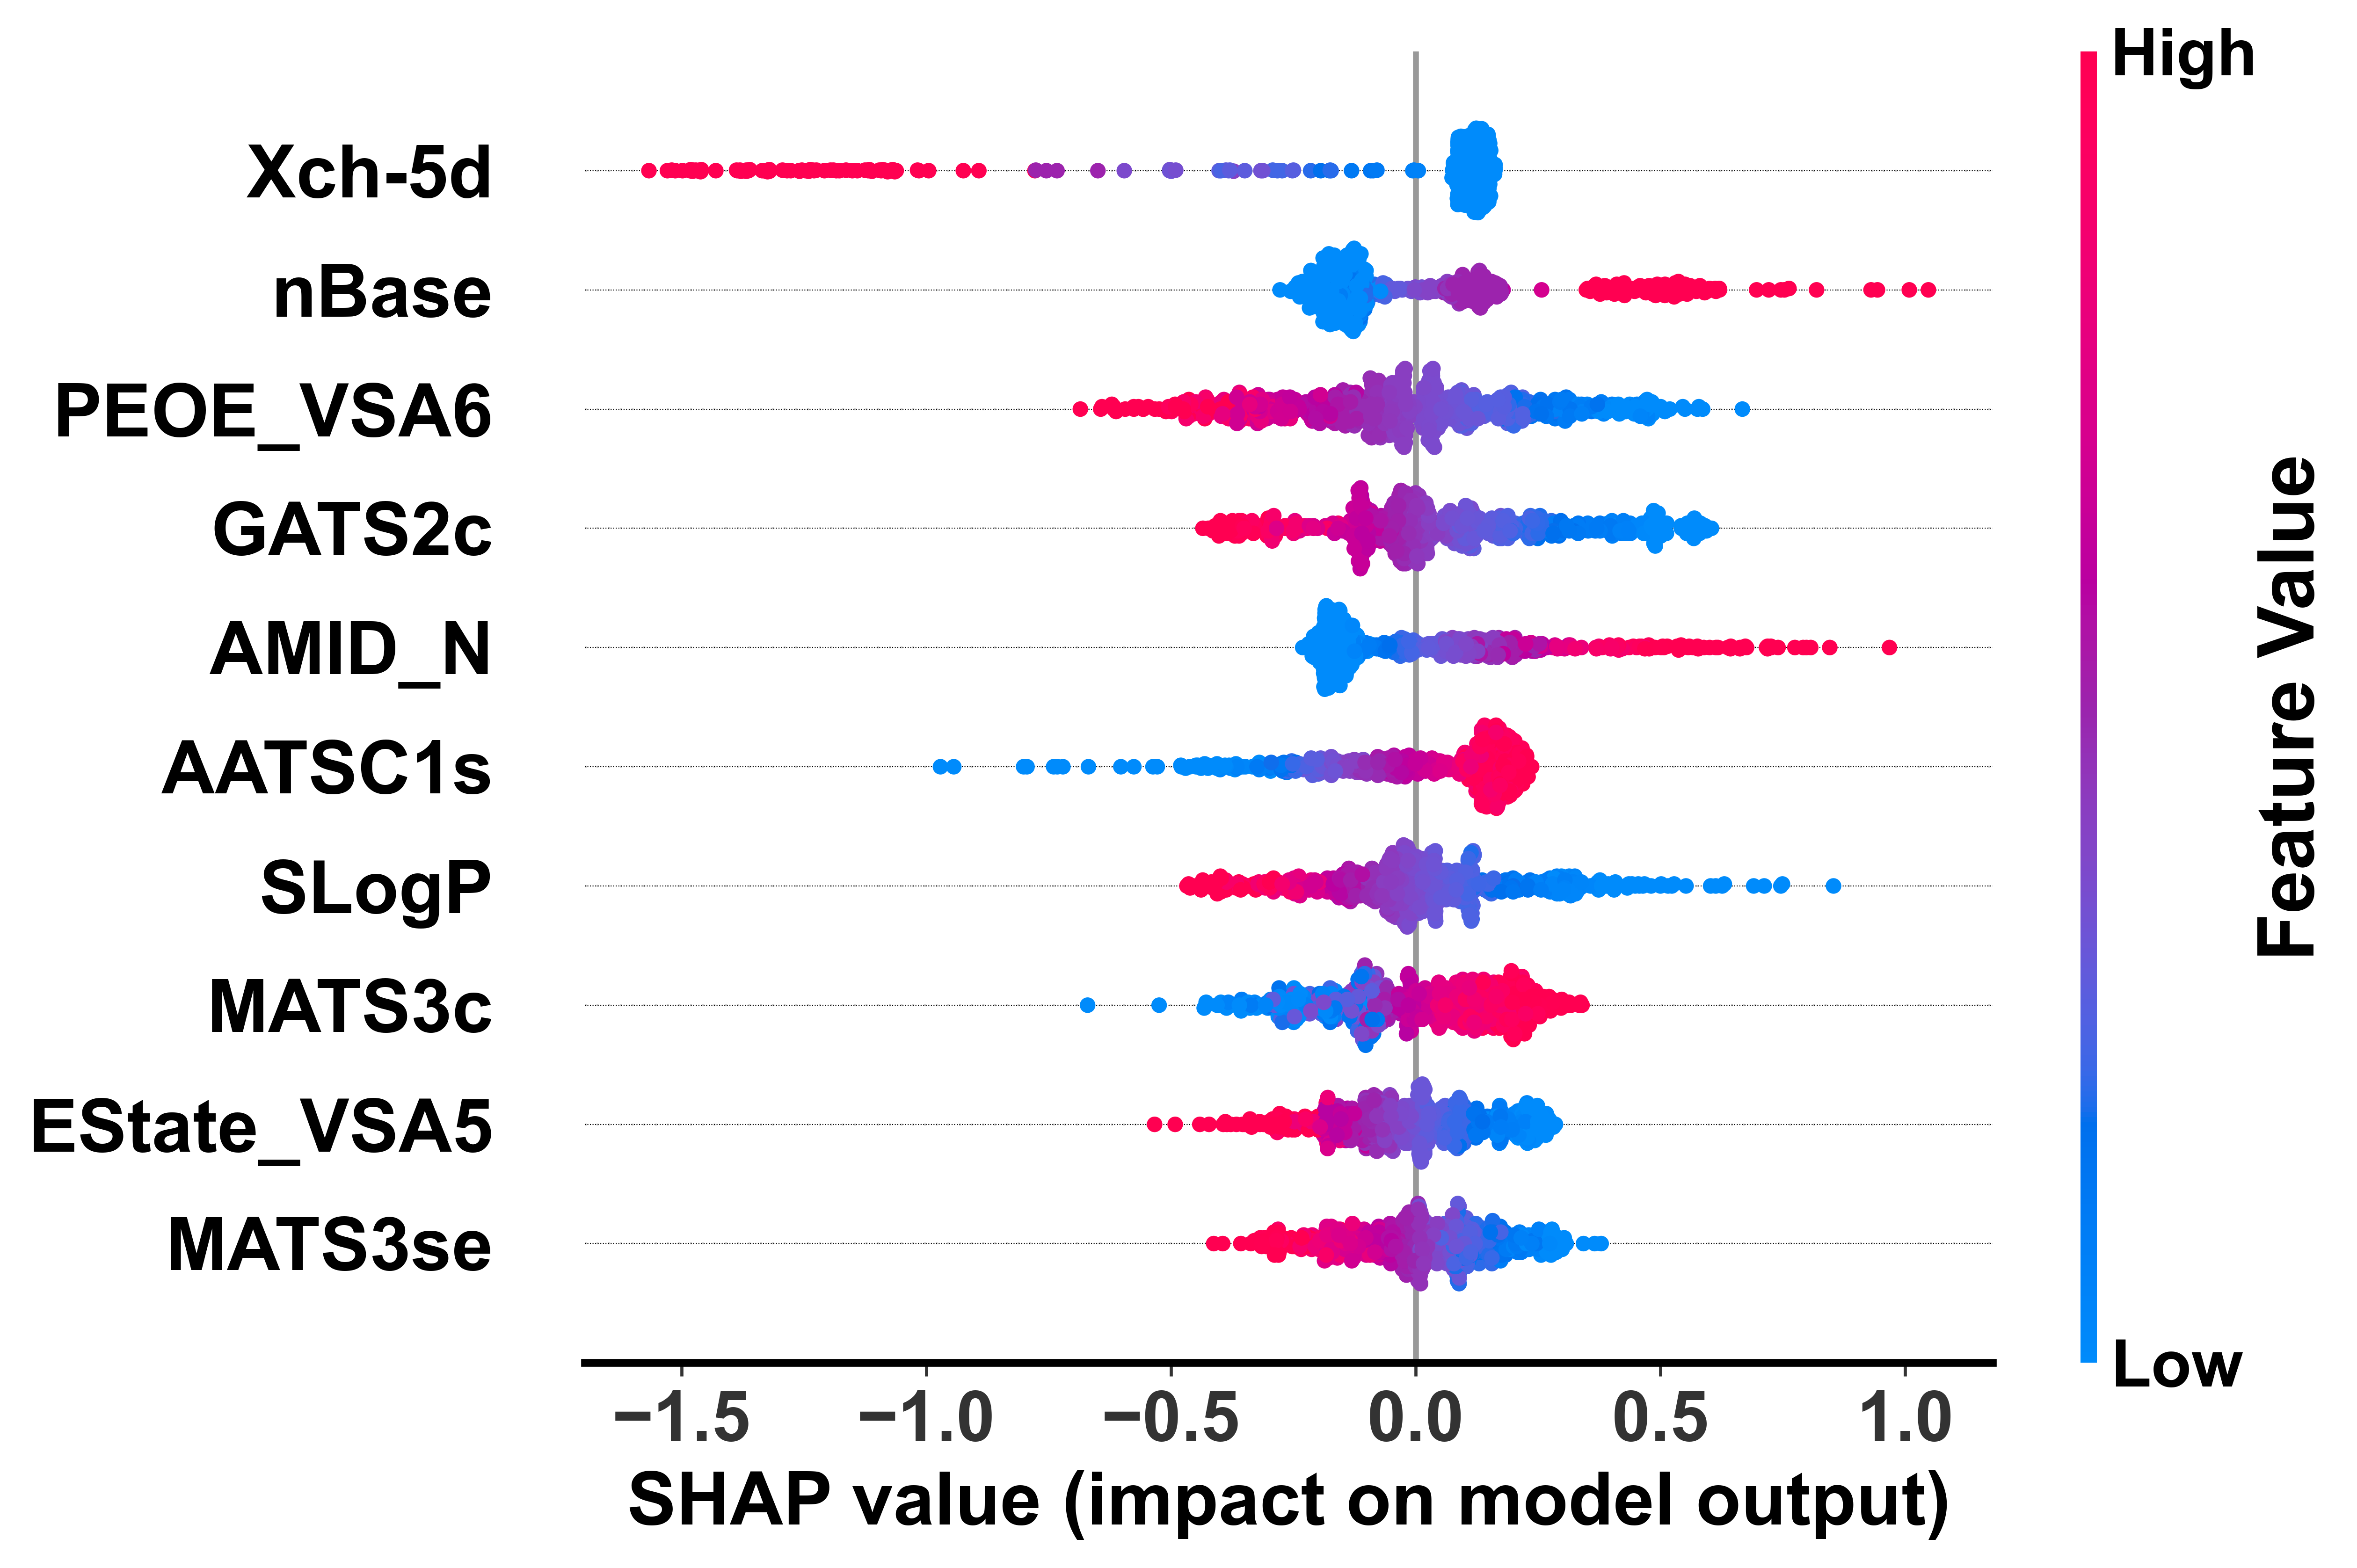 High
Xch-5d
nBase
PEOE_VSA6
GATS2c
AMID_N
AATSC1s
SLogP
MATS3c
EState_VSA5
MATS3se
Feature Value
Low
−1.5 −1.0 −0.5 0.0 0.5 1.0
SHAP value (impact on model output)